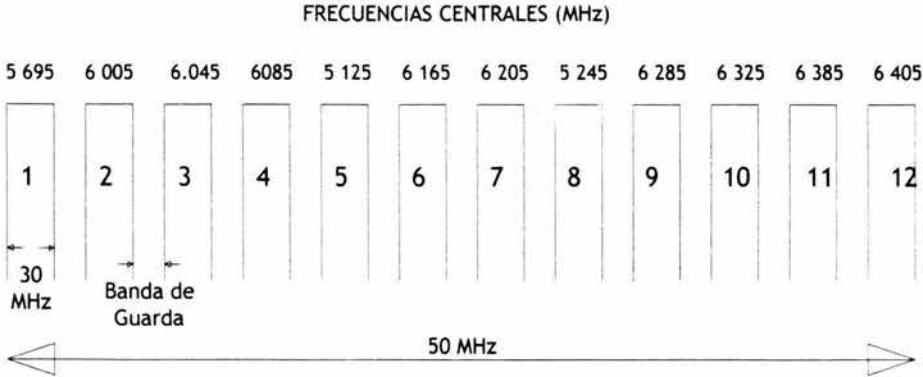 FRECUENCIAS CENTRALES (MHz)
5 695 6 005 6.045 6085 5 125 6 165 6 205 5 245 6 285 6 325 6 385 6 405
1 2 3 4 5 6 7 8 9 10 11 12
30
MHz
Banda de
Guarda
50 MHz